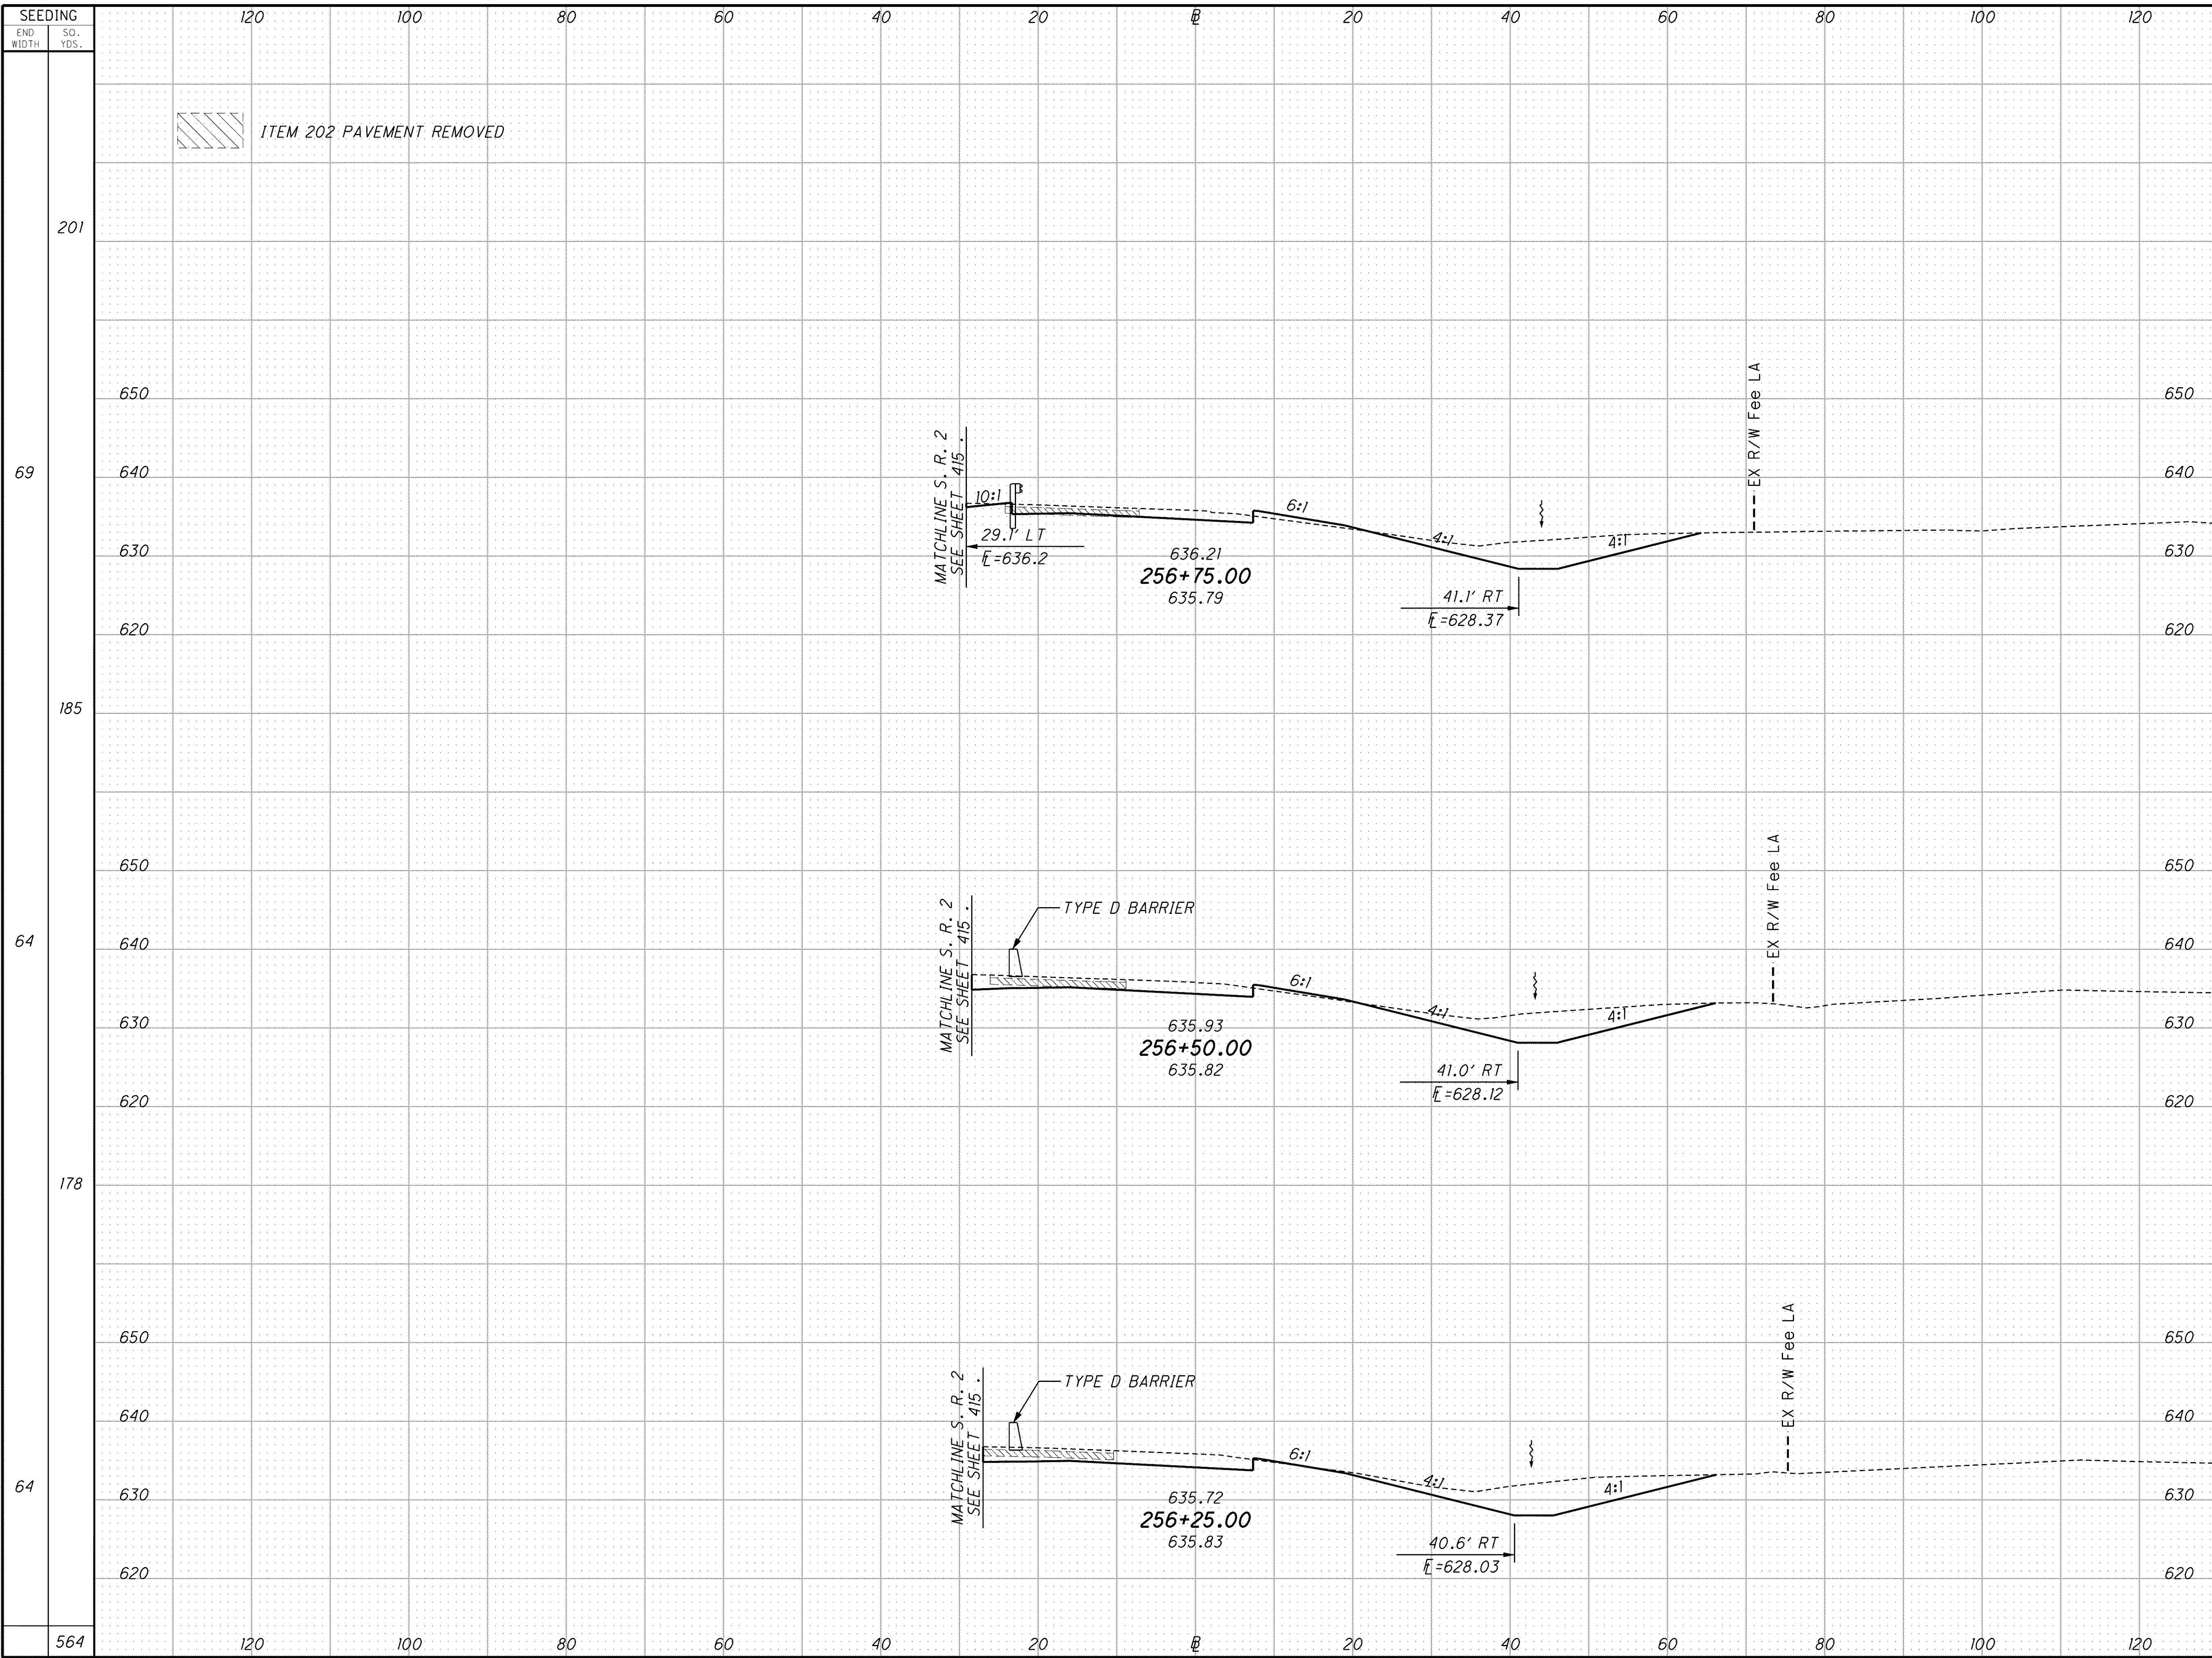 SEEDING
END WIDTH
SQ. YDS.
120 100 80 60 40 20 ℄ 20 40 60 80 100 120
ITEM 202 PAVEMENT REMOVED
201
650 650
EX R/W Fee LA
69
640 640
MATCHLINE S. R. 2
SEE SHEET 415 .
10:1
6:1
4:1
4:1
29.1' LT
℄=636.2
630 630
636.21
256+75.00
635.79
41.1' RT
℄=628.37
620 620
185
650 650
EX R/W Fee LA
TYPE D BARRIER
64
640 640
MATCHLINE S. R. 2
SEE SHEET 415 .
6:1
4:1
4:1
630 630
635.93
256+50.00
635.82
41.0' RT
℄=628.12
620 620
178
650 650
EX R/W Fee LA
TYPE D BARRIER
640 640
MATCHLINE S. R. 2
SEE SHEET 415 .
6:1
4:1
4:1
64
630 630
635.72
256+25.00
635.83
40.6' RT
℄=628.03
620 620
564
120 100 80 60 40 20 ℄ 20 40 60 80 100 120